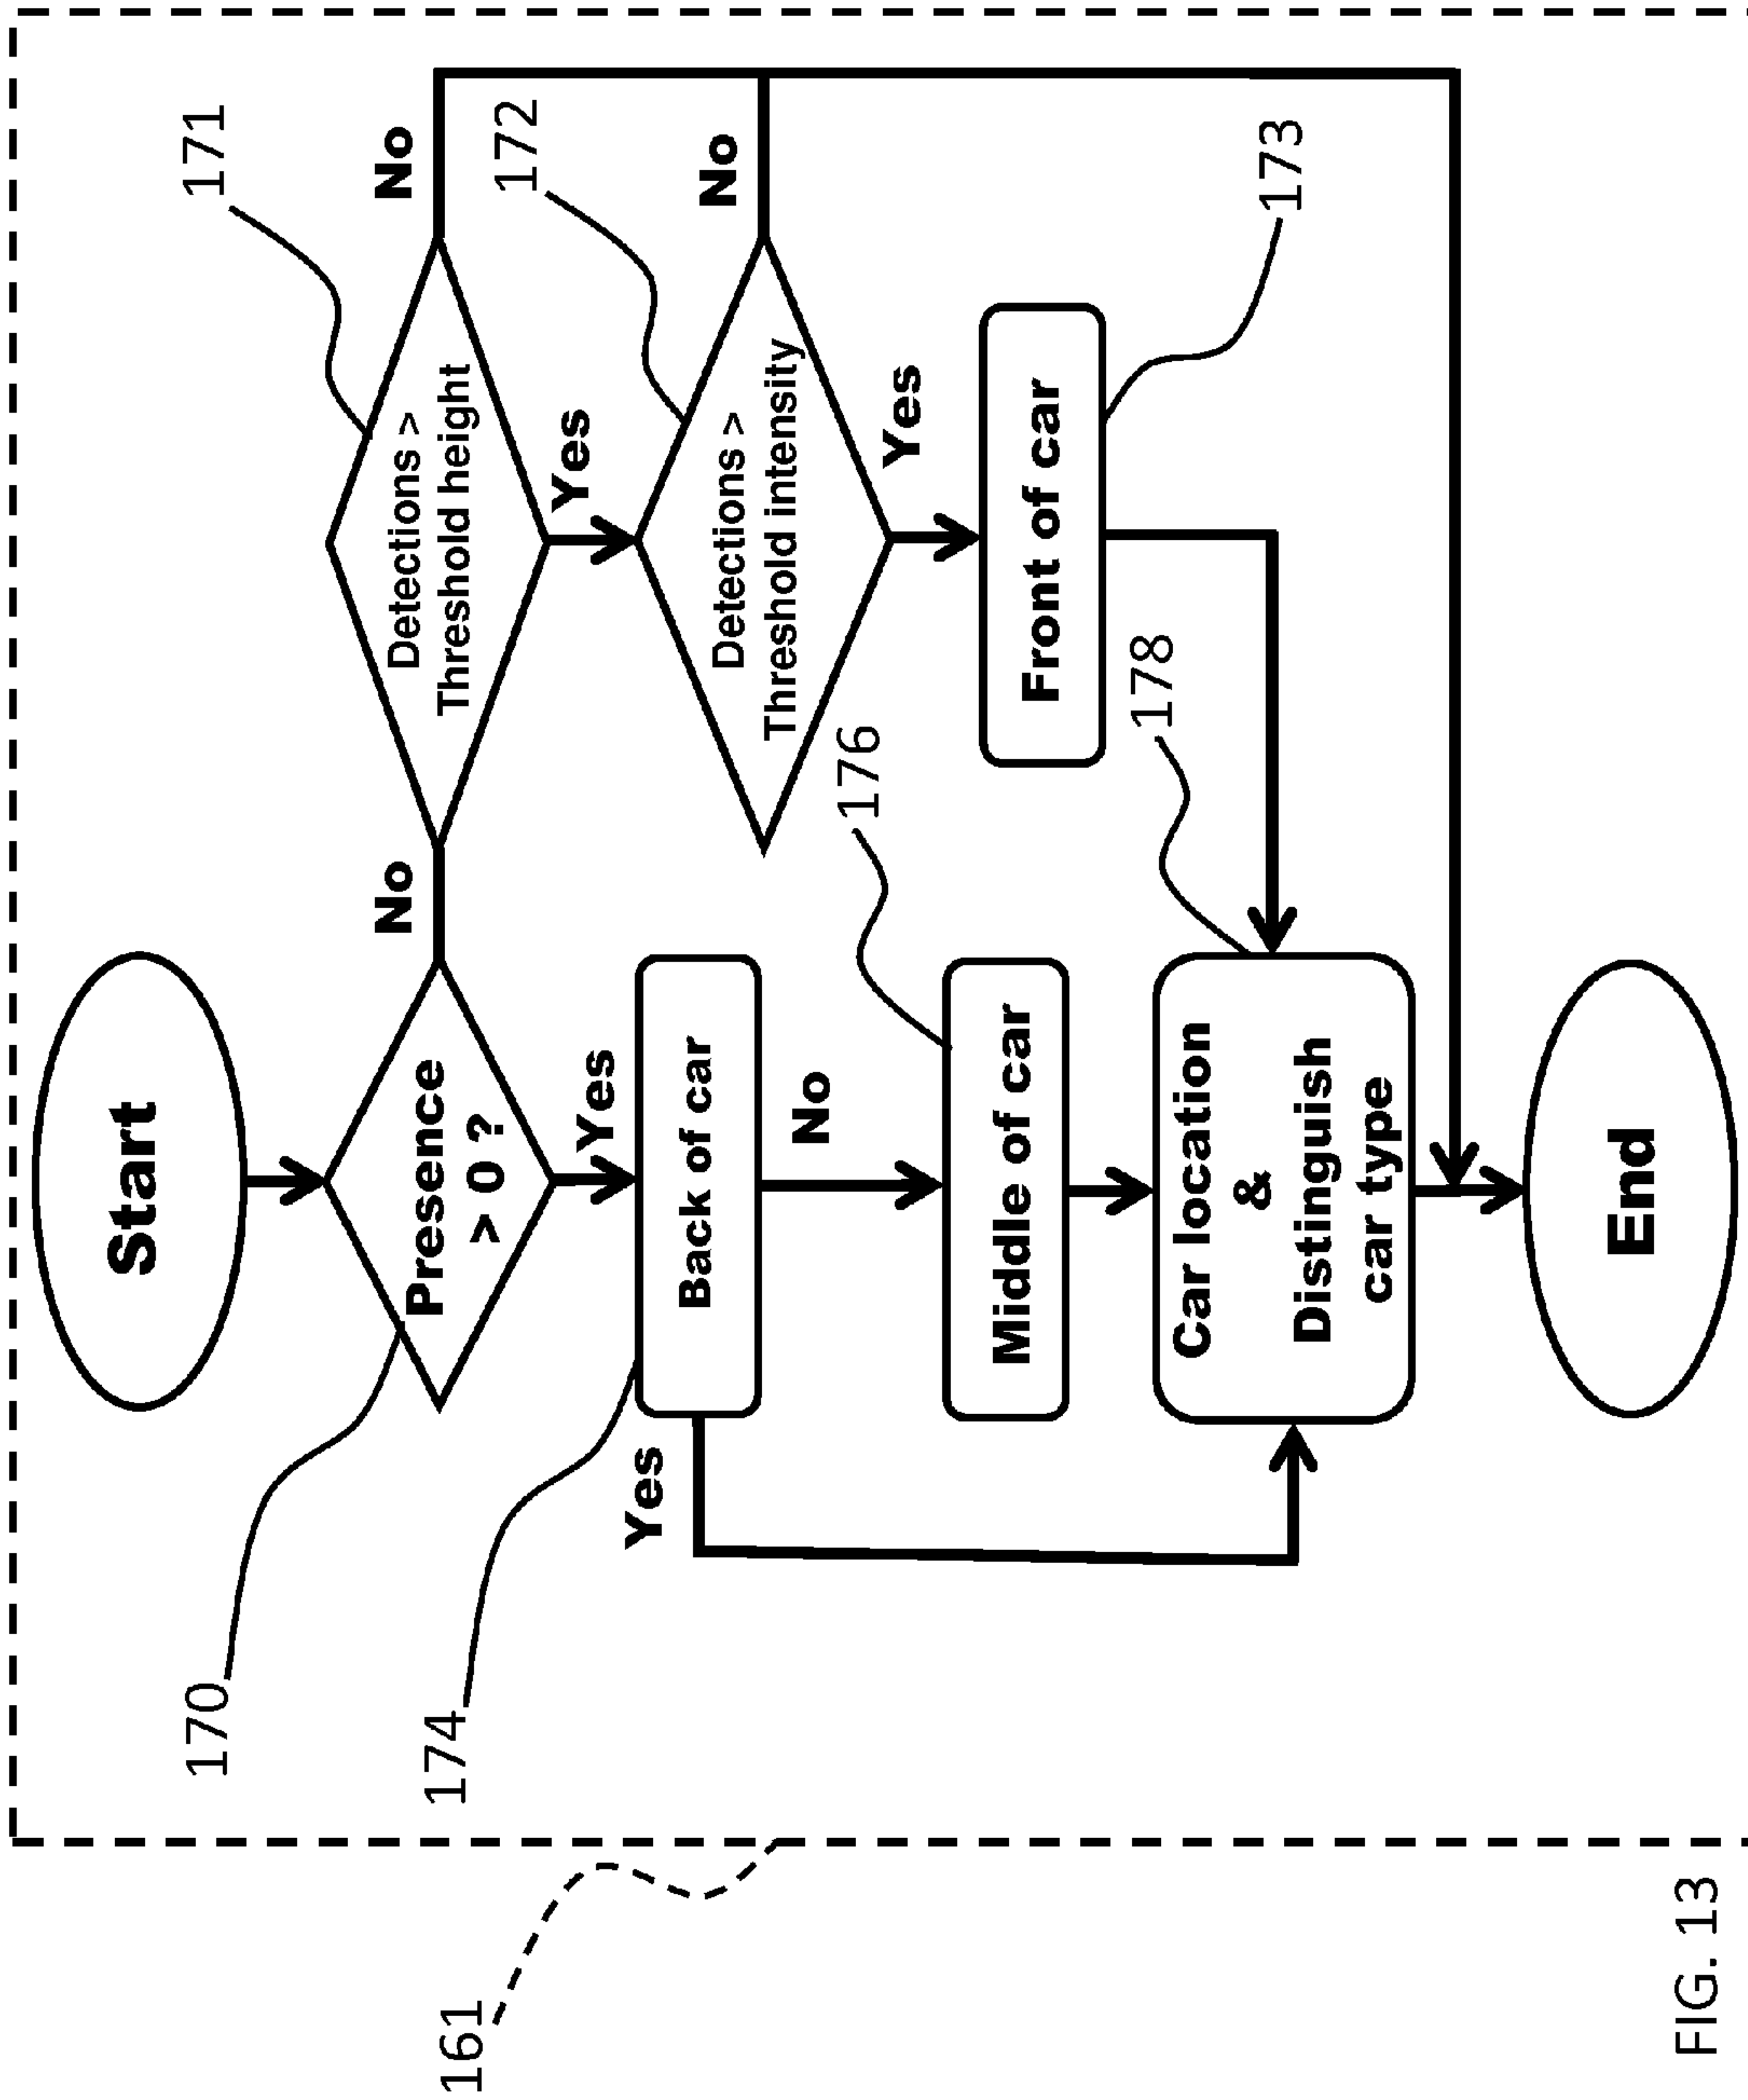 Start
170
Presence
> 0 ?
No
Detections >
Threshold height
171
No
Yes
Yes
174
Back of car
Detections >
Threshold intensity
172
No
Yes
No
Yes
176
Middle of car
Front of car
173
178
Car location
&
Distinguish
car type
End
161
FIG. 13